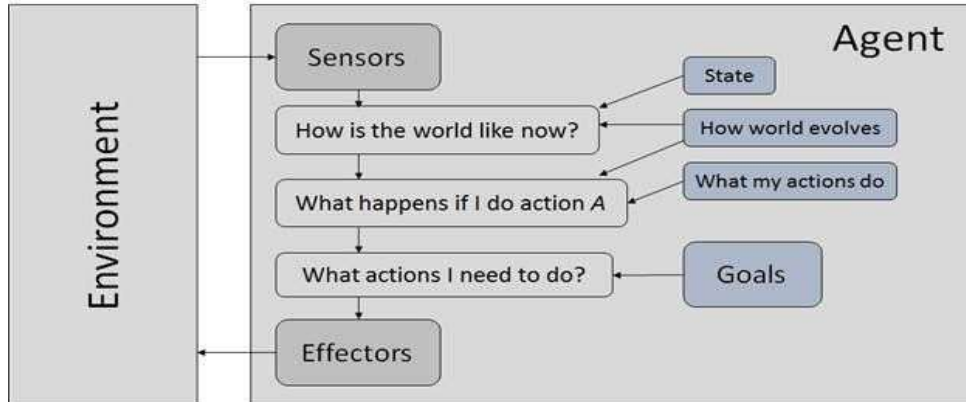 Agent
Sensors
State
How is the world like now?
How world evolves
What my actions do
What happens if I do action A
What actions I need to do?
Goals
Effectors
Environment